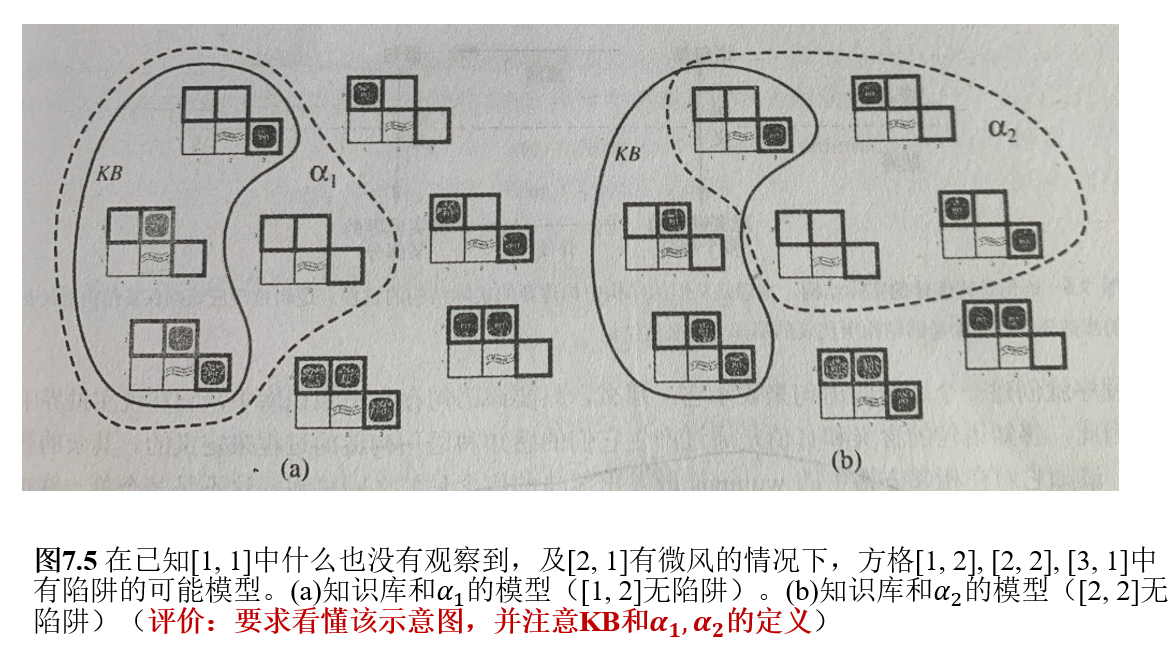 KB
α₁
(a)
KB
α₂
(b)
图7.5 在已知[1, 1]中什么也没有观察到，及[2, 1]有微风的情况下，方格[1, 2], [2, 2], [3, 1]中
有陷阱的可能模型。(a)知识库和α₁的模型（[1, 2]无陷阱）。(b)知识库和α₂的模型（[2, 2]无
陷阱）（评价：要求看懂该示意图，并注意KB和α₁, α₂的定义）